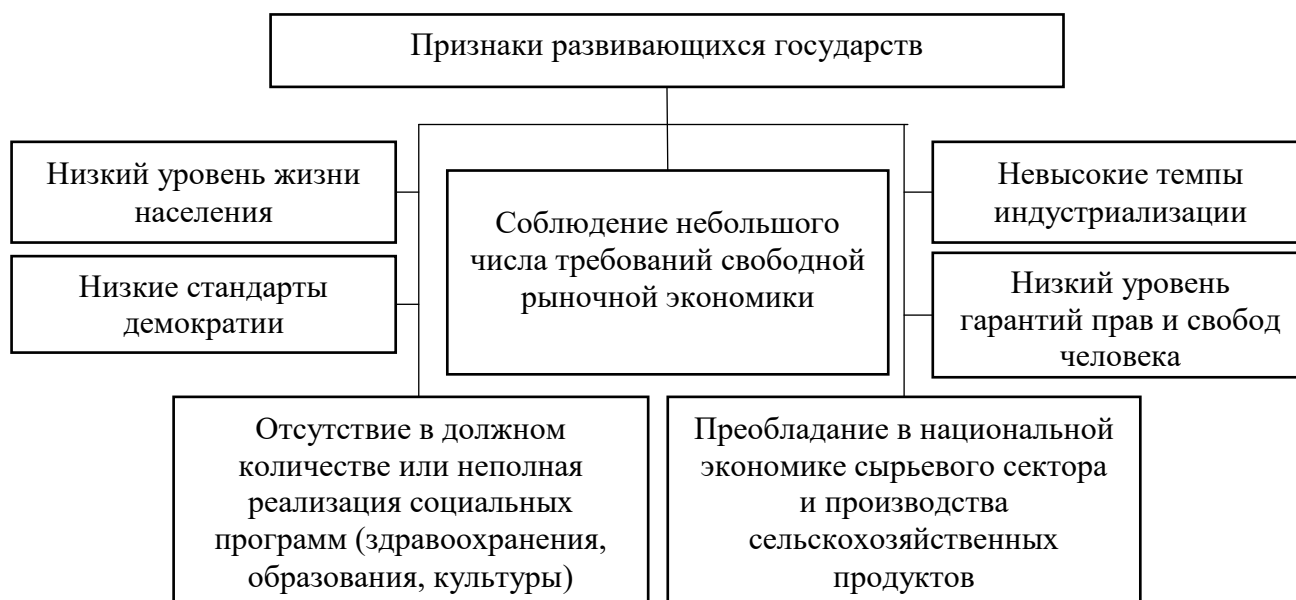 Признаки развивающихся государств
Низкий уровень жизни
населения
Соблюдение небольшого
числа требований свободной
рыночной экономики
Невысокие темпы
индустриализации
Низкие стандарты
демократии
Низкий уровень
гарантий прав и свобод
человека
Отсутствие в должном
количестве или неполная
реализация социальных
программ (здравоохранения,
образования, культуры)
Преобладание в национальной
экономике сырьевого сектора
и производства
сельскохозяйственных
продуктов